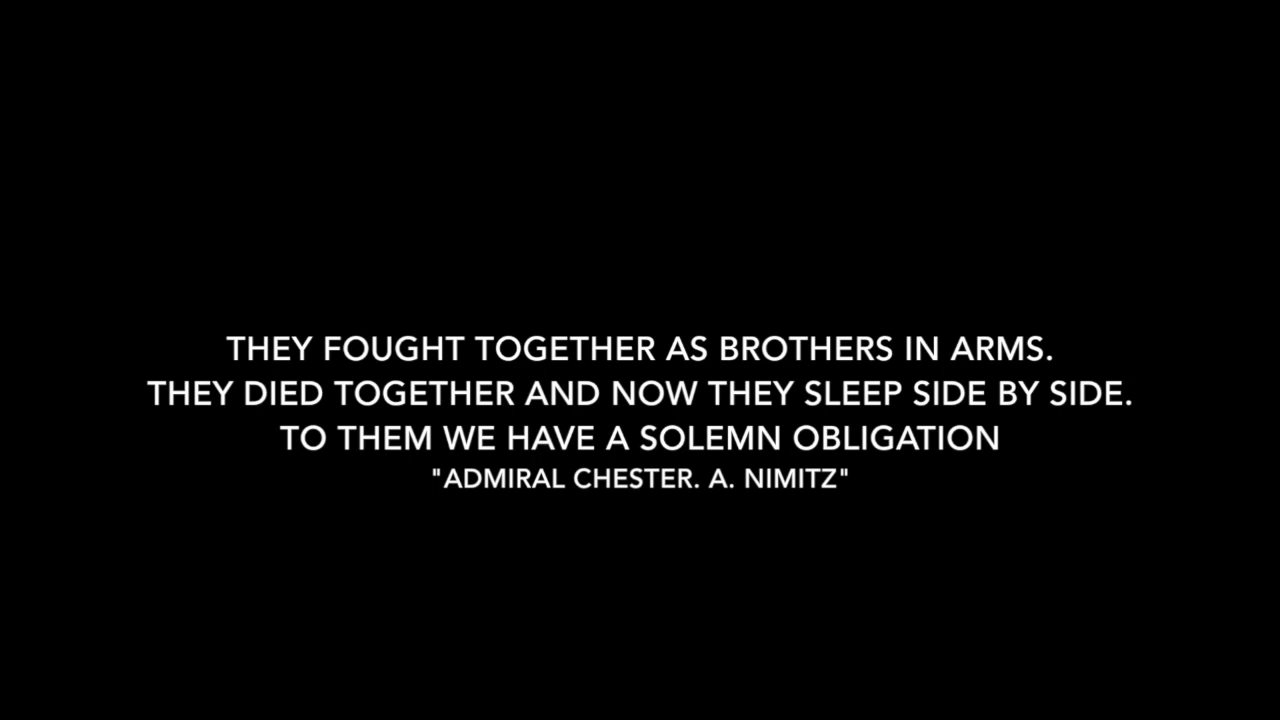 THEY FOUGHT TOGETHER AS BROTHERS IN ARMS.
THEY DIED TOGETHER AND NOW THEY SLEEP SIDE BY SIDE.
TO THEM WE HAVE A SOLEMN OBLIGATION
"ADMIRAL CHESTER. A. NIMITZ"